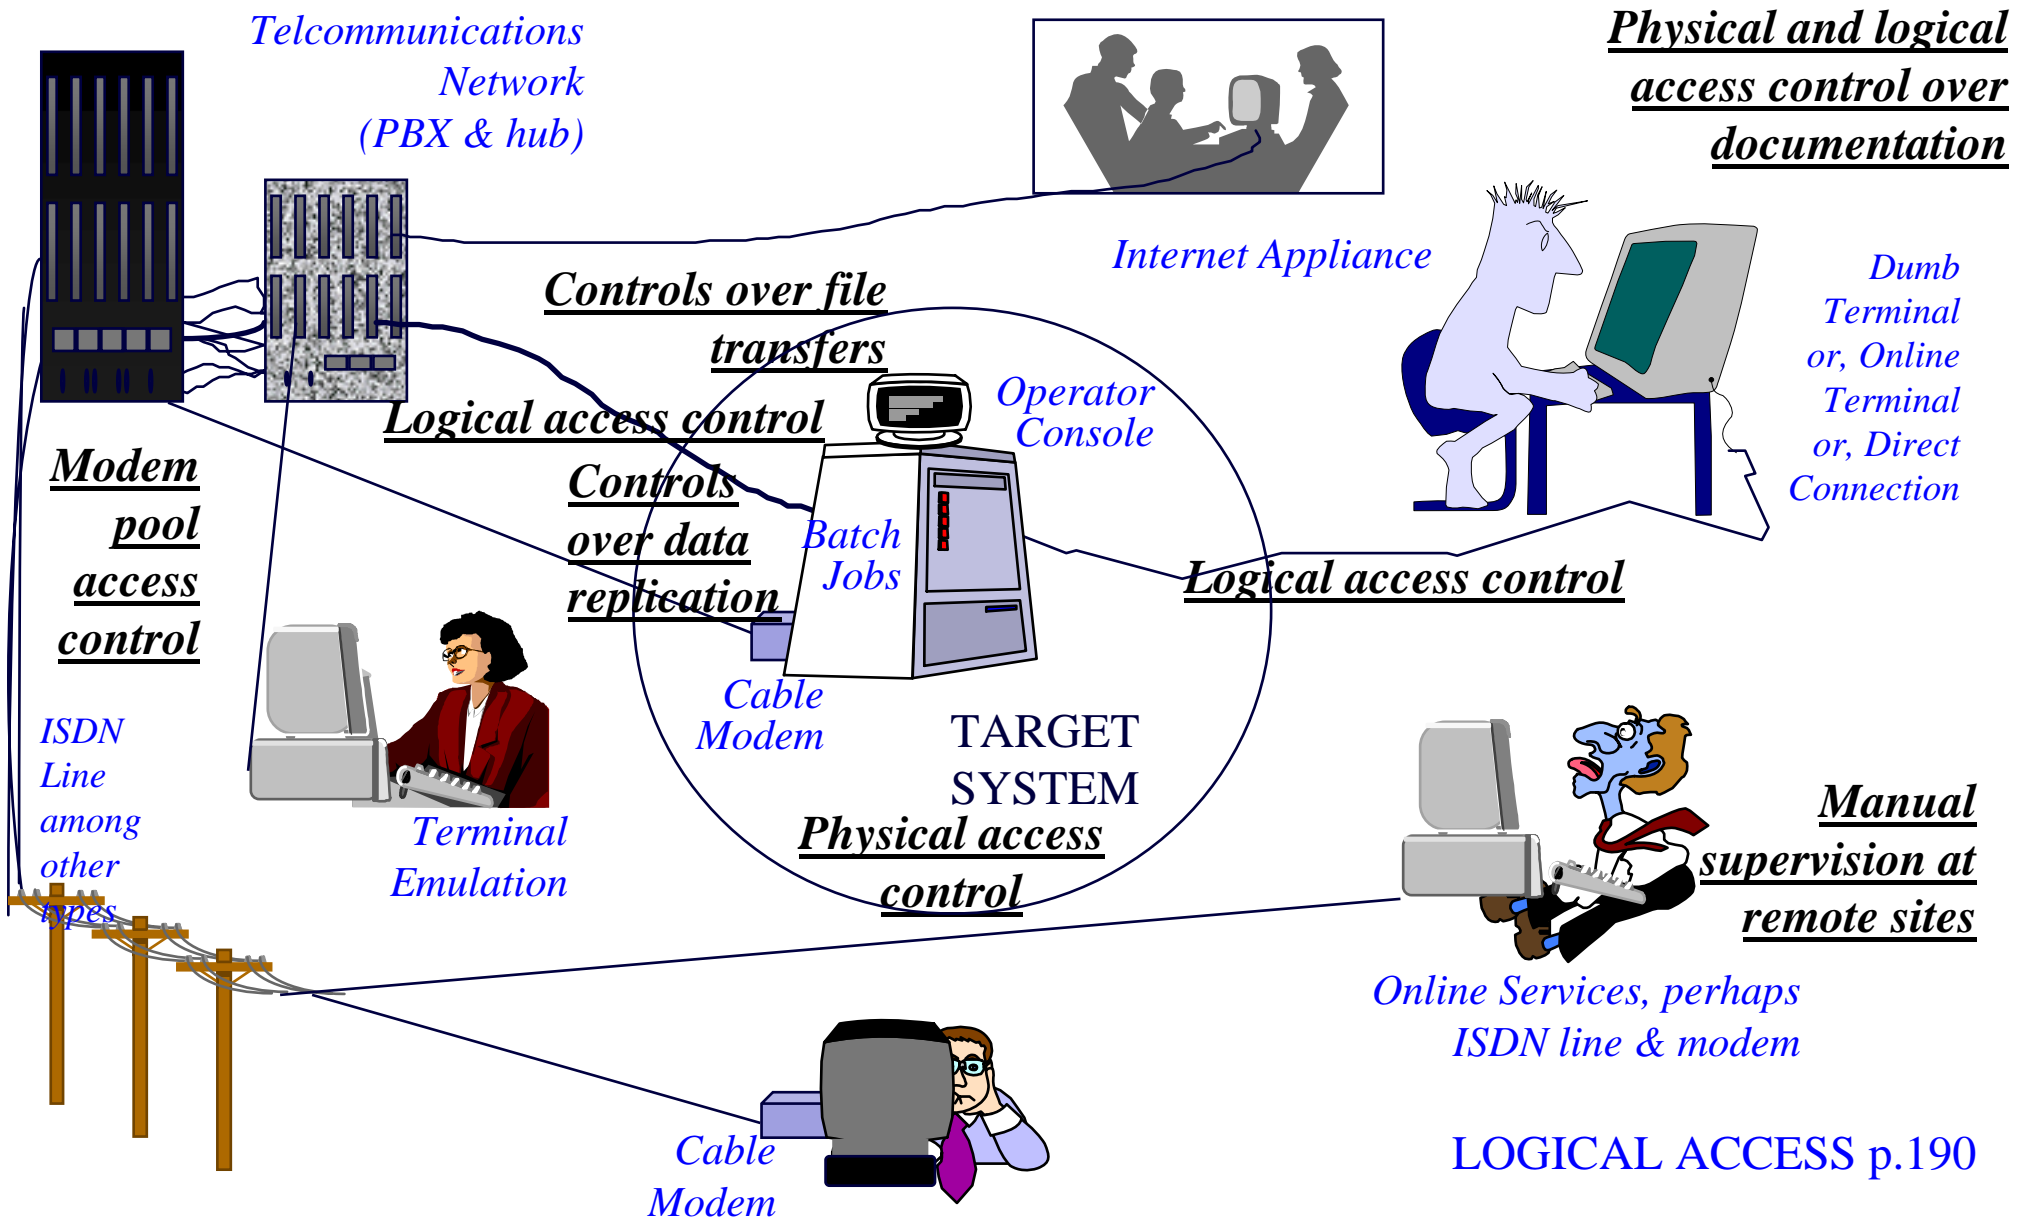 Telcommunications
Network
(PBX & hub)
Physical and logical
access control over
documentation
Internet Appliance
Dumb
Terminal
or, Online
Terminal
or, Direct
Connection
Controls over file
transfers
Operator
Console
Logical access control
Modem
pool
access
control
Controls
over data
replication
Batch
Jobs
Logical access control
Cable
Modem
TARGET
SYSTEM
Physical access
control
ISDN
Line
among
other
types
Terminal
Emulation
Manual
supervision at
remote sites
Online Services, perhaps
ISDN line & modem
Cable
Modem
LOGICAL ACCESS p.190